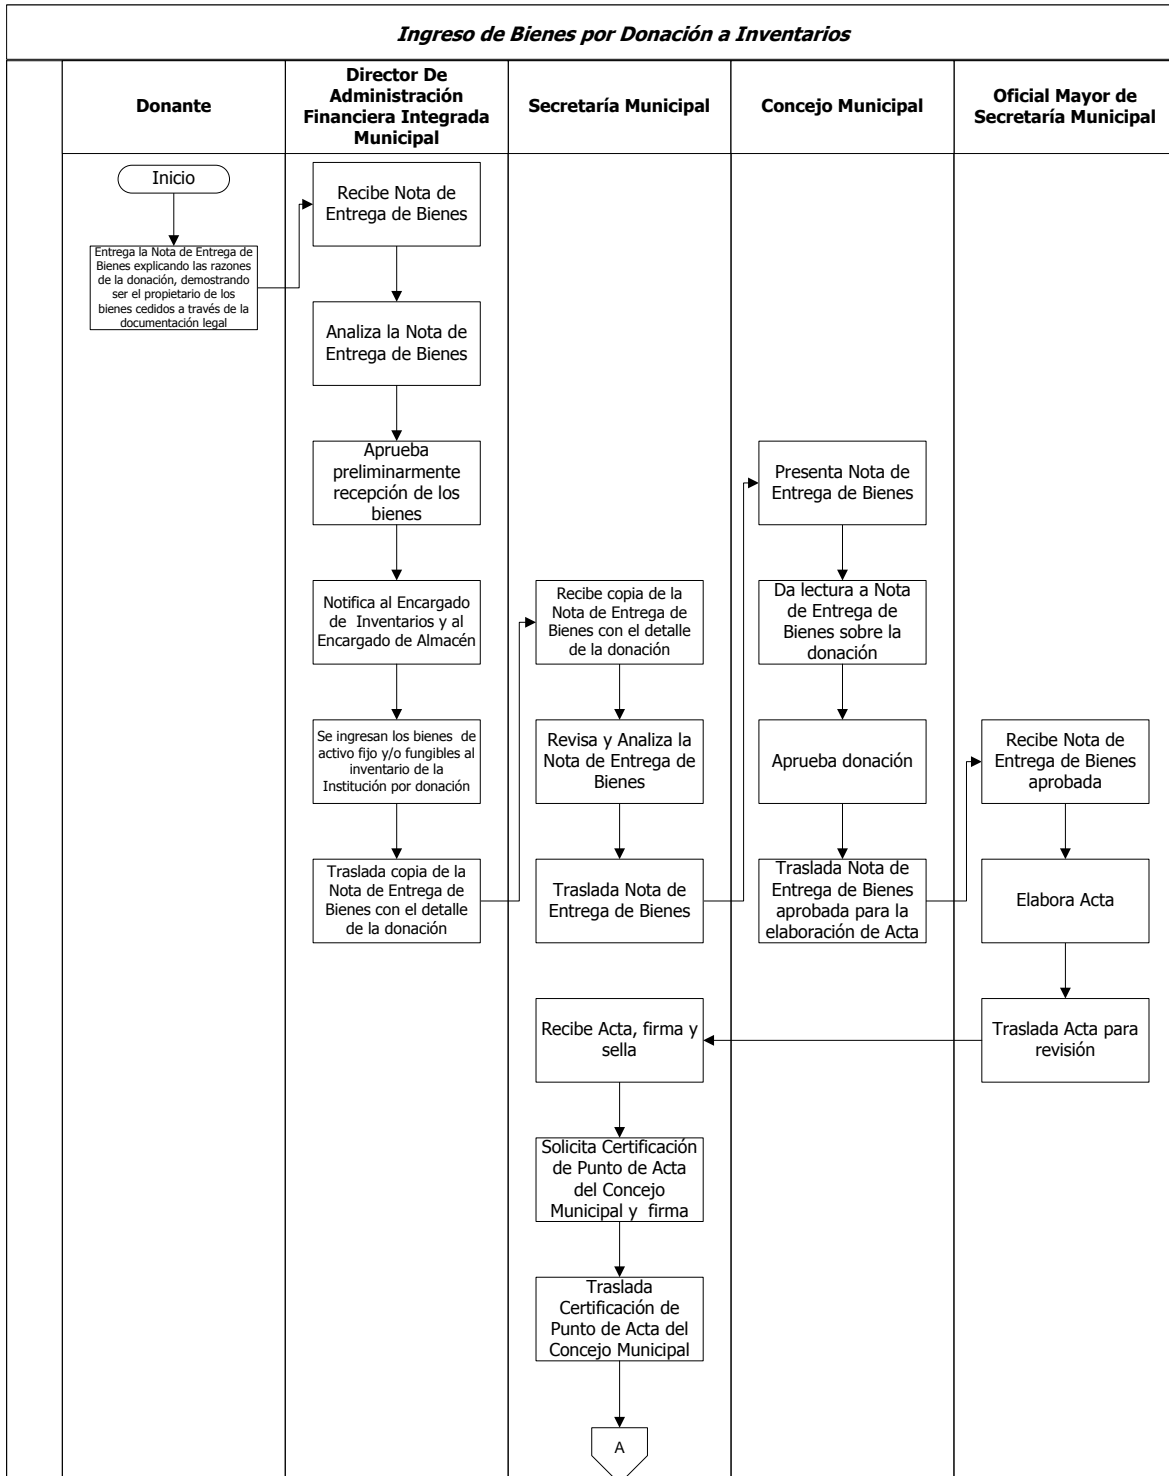 Ingreso de Bienes por Donación a Inventarios
Donante
Director De
Administración
Financiera Integrada
Municipal
Secretaría Municipal
Concejo Municipal
Oficial Mayor de
Secretaría Municipal
Inicio
Entrega la Nota de Entrega de
Bienes explicando las razones
de la donación, demostrando
ser el propietario de los
bienes cedidos a través de la
documentación legal
Recibe Nota de
Entrega de Bienes
Analiza la Nota de
Entrega de Bienes
Aprueba
preliminarmente
recepción de los
bienes
Notifica al Encargado
de Inventarios y al
Encargado de Almacén
Se ingresan los bienes de
activo fijo y/o fungibles al
inventario de la
Institución por donación
Traslada copia de la
Nota de Entrega de
Bienes con el detalle
de la donación
Recibe copia de la
Nota de Entrega de
Bienes con el detalle
de la donación
Revisa y Analiza la
Nota de Entrega de
Bienes
Traslada Nota de
Entrega de Bienes
Presenta Nota de
Entrega de Bienes
Da lectura a Nota
de Entrega de
Bienes sobre la
donación
Aprueba donación
Traslada Nota de
Entrega de Bienes
aprobada para la
elaboración de Acta
Recibe Nota de
Entrega de Bienes
aprobada
Elabora Acta
Traslada Acta para
revisión
Recibe Acta, firma y
sella
Solicita Certificación
de Punto de Acta
del Concejo
Municipal y firma
Traslada
Certificación de
Punto de Acta del
Concejo Municipal
A